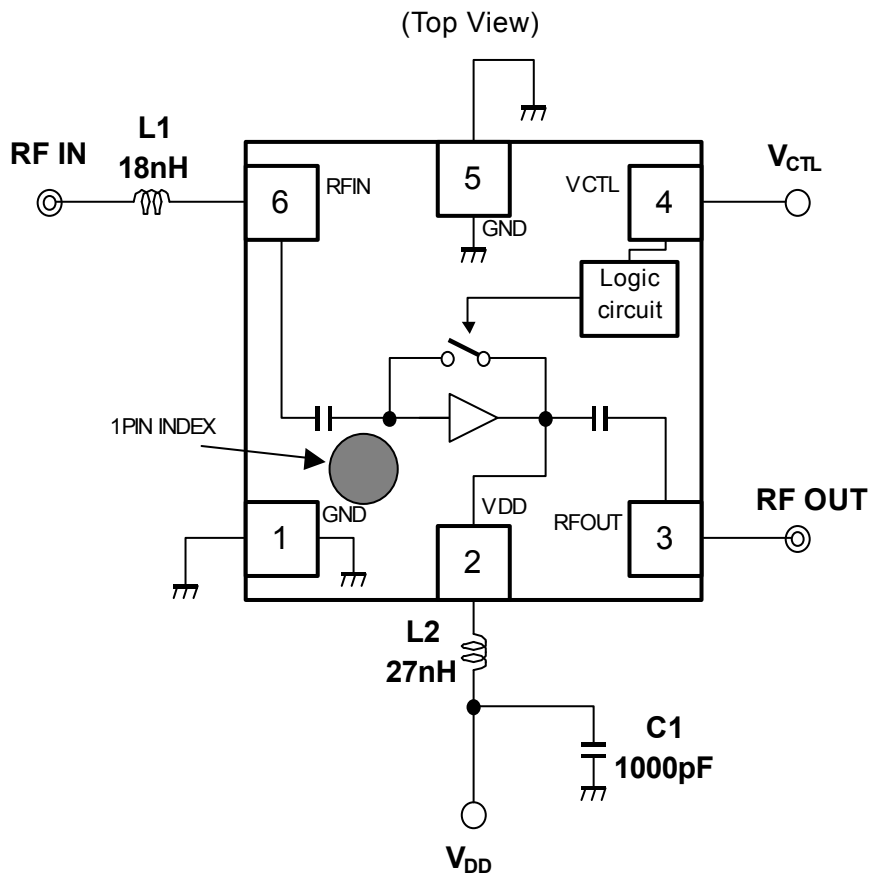 (Top View)
L1
18nH
RF IN
6
RFIN
5
GND
VCTL
4
V_CTL
Logic
circuit
1PIN INDEX
GND
1
VDD
2
RFOUT
3
RF OUT
L2
27nH
C1
1000pF
V_DD